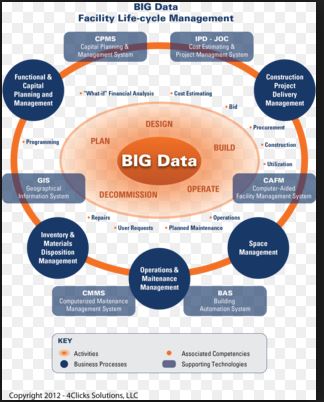 BIG Data
Facility Life-cycle Management
CPMS
Capital Planning &
Management System
IPD - JOC
Cost Estimating &
Project Managment System
Functional &
Capital
Planning and
Management
Construction
Project
Delivery
Management
• "What-if" Financial Analysis
• Cost Estimating
• Bid
• Procurement
• Construction
• Utilization
• Programming
DESIGN
PLAN
BUILD
BIG Data
DECOMMISSION
OPERATE
GIS
Geographical
Information System
CAFM
Computer-Aided
Facility Management System
• Repairs
• Operations
• User Requests
• Planned Maintenance
Inventory &
Materials
Disposition
Management
Space
Management
Operations &
Maitenance
Management
CMMS
Computerized Maitenance
Management System
BAS
Building
Automation System
KEY
Activities
Associated Competencies
Business Processes
Supporting Technologies
Copyright 2012 - 4Clicks Solutions, LLC